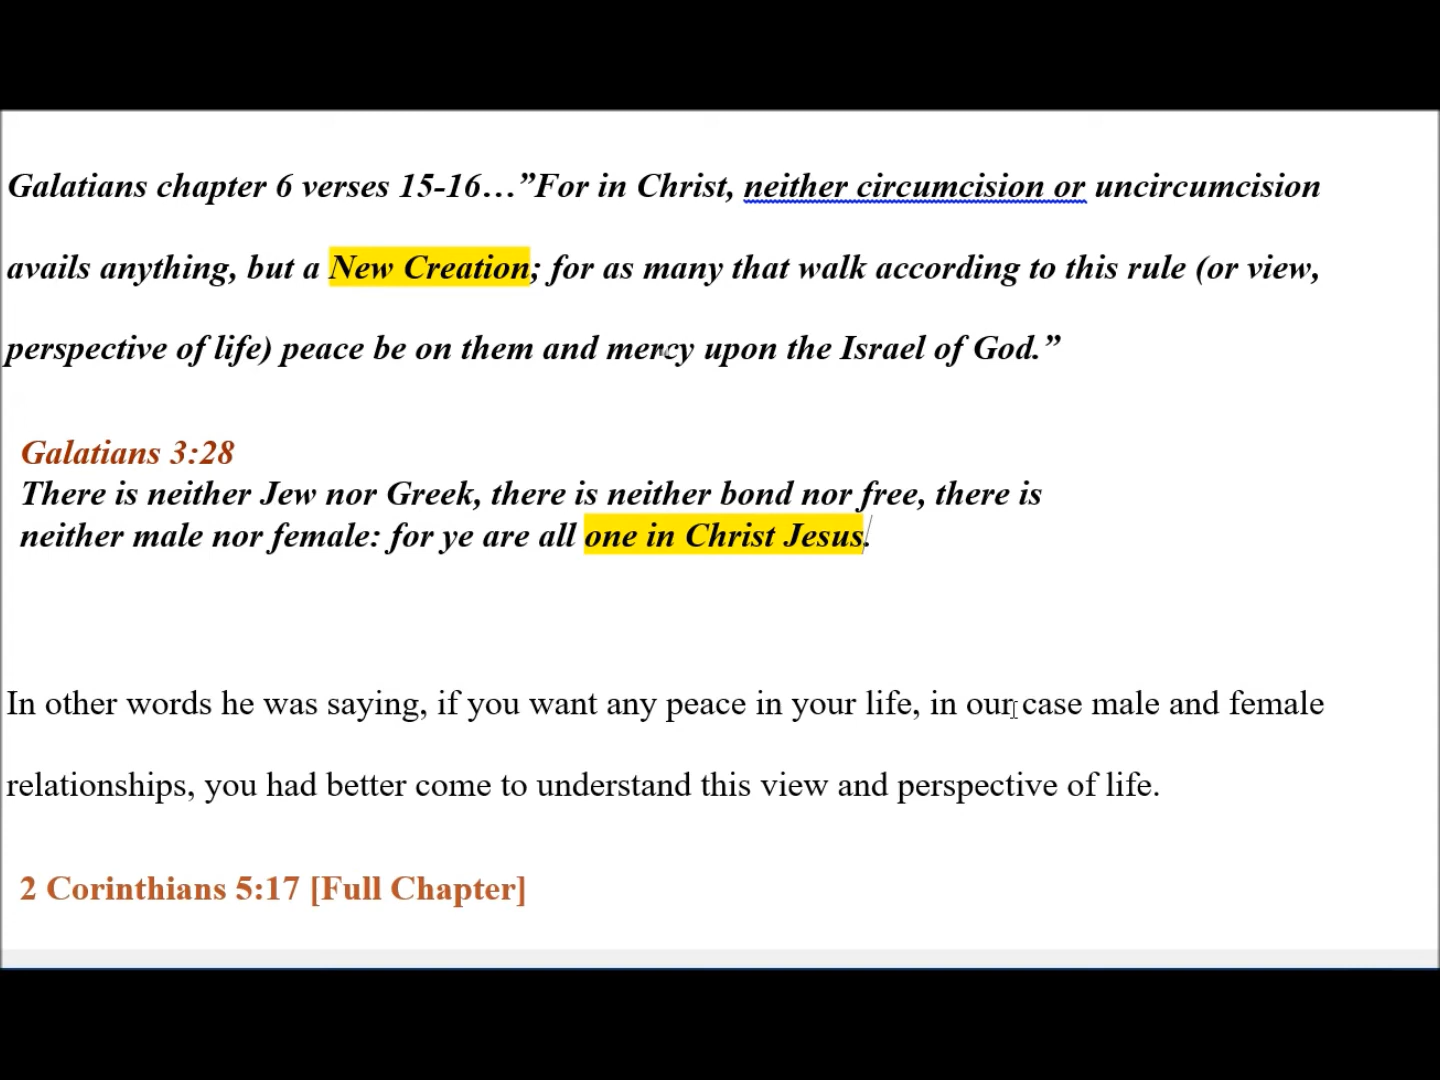 Galatians chapter 6 verses 15-16…”For in Christ, neither circumcision or uncircumcision
avails anything, but a New Creation; for as many that walk according to this rule (or view,
perspective of life) peace be on them and mercy upon the Israel of God.”
Galatians 3:28
There is neither Jew nor Greek, there is neither bond nor free, there is
neither male nor female: for ye are all one in Christ Jesus.
In other words he was saying, if you want any peace in your life, in our case male and female
relationships, you had better come to understand this view and perspective of life.
2 Corinthians 5:17 [Full Chapter]